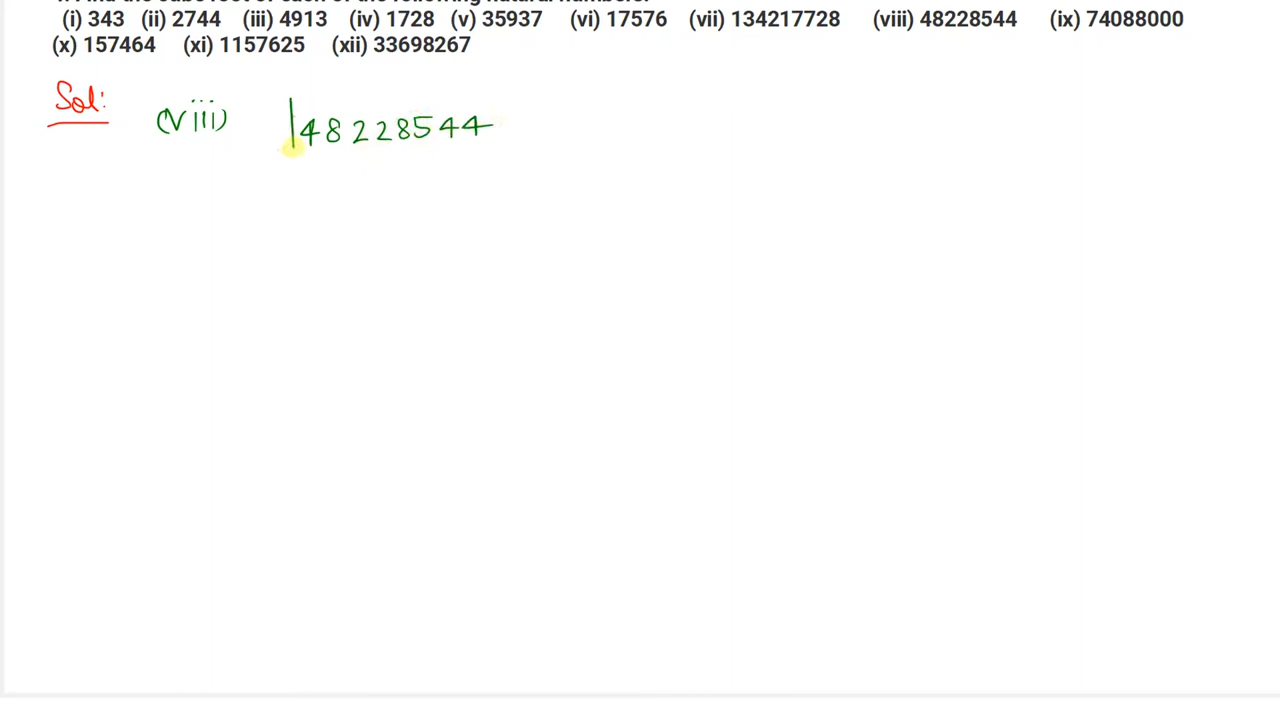 (i) 343 (ii) 2744 (iii) 4913 (iv) 1728 (v) 35937 (vi) 17576 (vii) 134217728 (viii) 48228544 (ix) 74088000
(x) 157464 (xi) 1157625 (xii) 33698267
Sol:
(viii) 48228544